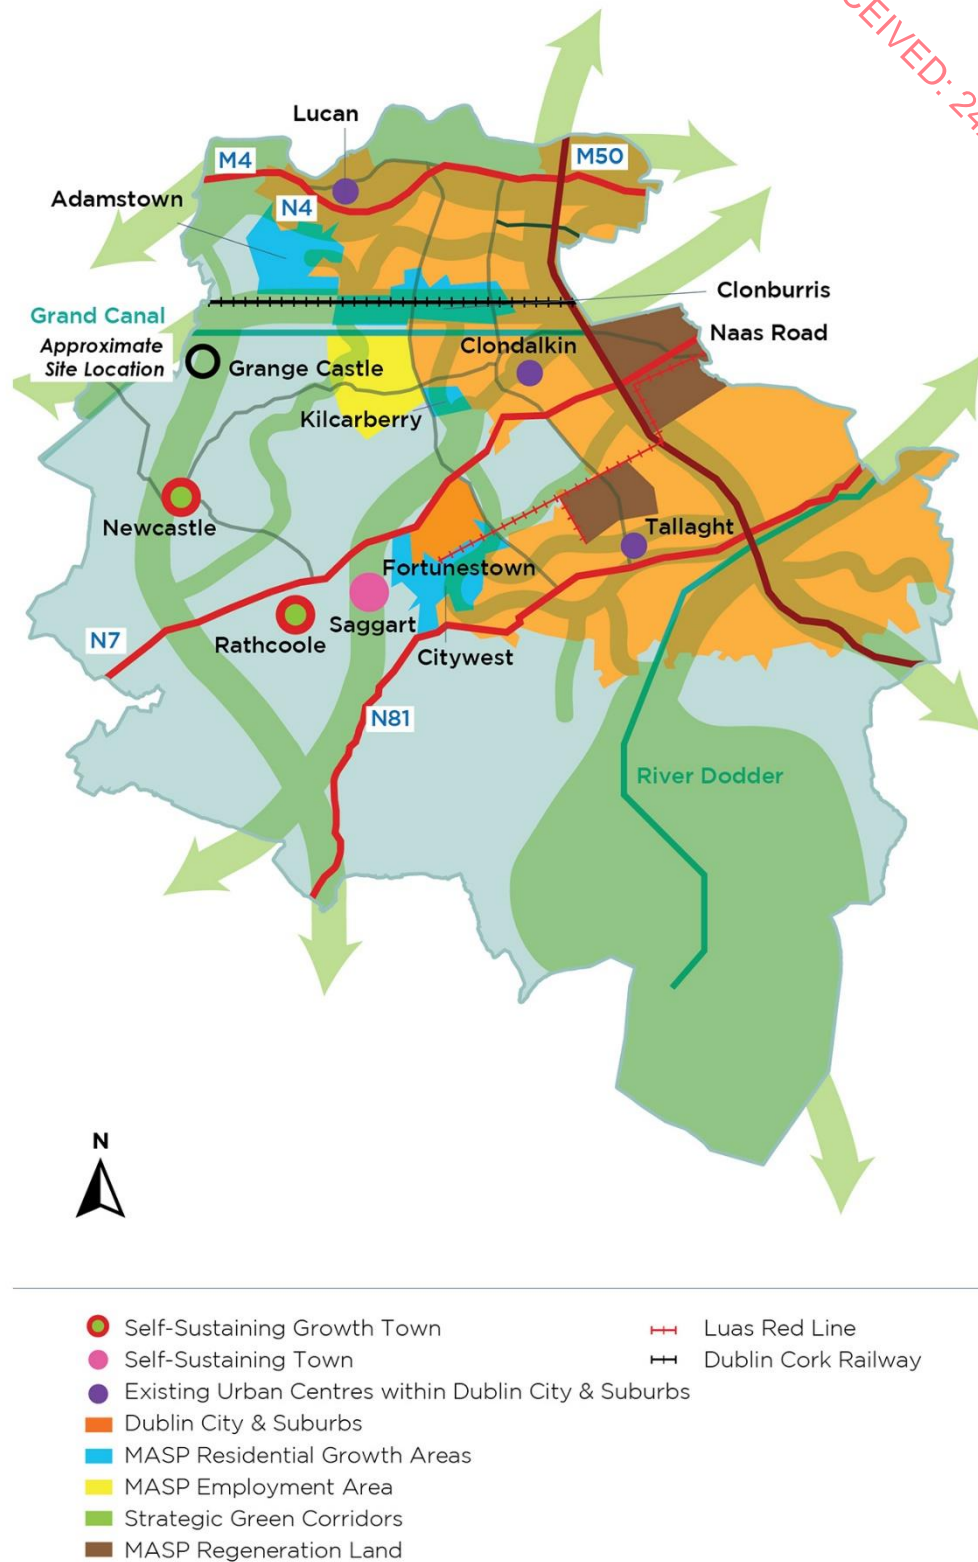 CEIVED: 24
Lucan
M4
M50
Adamstown
N4
Clonburris
Grand Canal
Naas Road
Approximate
Site Location
Clondalkin
Grange Castle
Kilcarberry
Newcastle
Tallaght
Fortunestown
Saggart
N7
Rathcoole
Citywest
N81
River Dodder
N
Self-Sustaining Growth Town
Self-Sustaining Town
Existing Urban Centres within Dublin City & Suburbs
Dublin City & Suburbs
MASP Residential Growth Areas
MASP Employment Area
Strategic Green Corridors
MASP Regeneration Land
Luas Red Line
Dublin Cork Railway